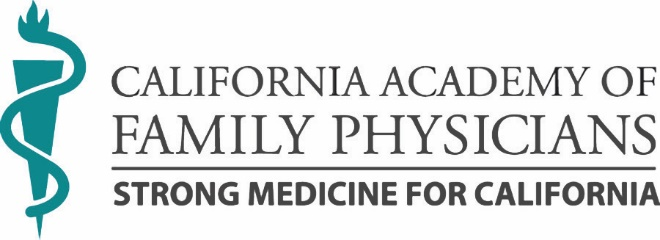 CALIFORNIA ACADEMY OF
FAMILY PHYSICIANS
STRONG MEDICINE FOR CALIFORNIA